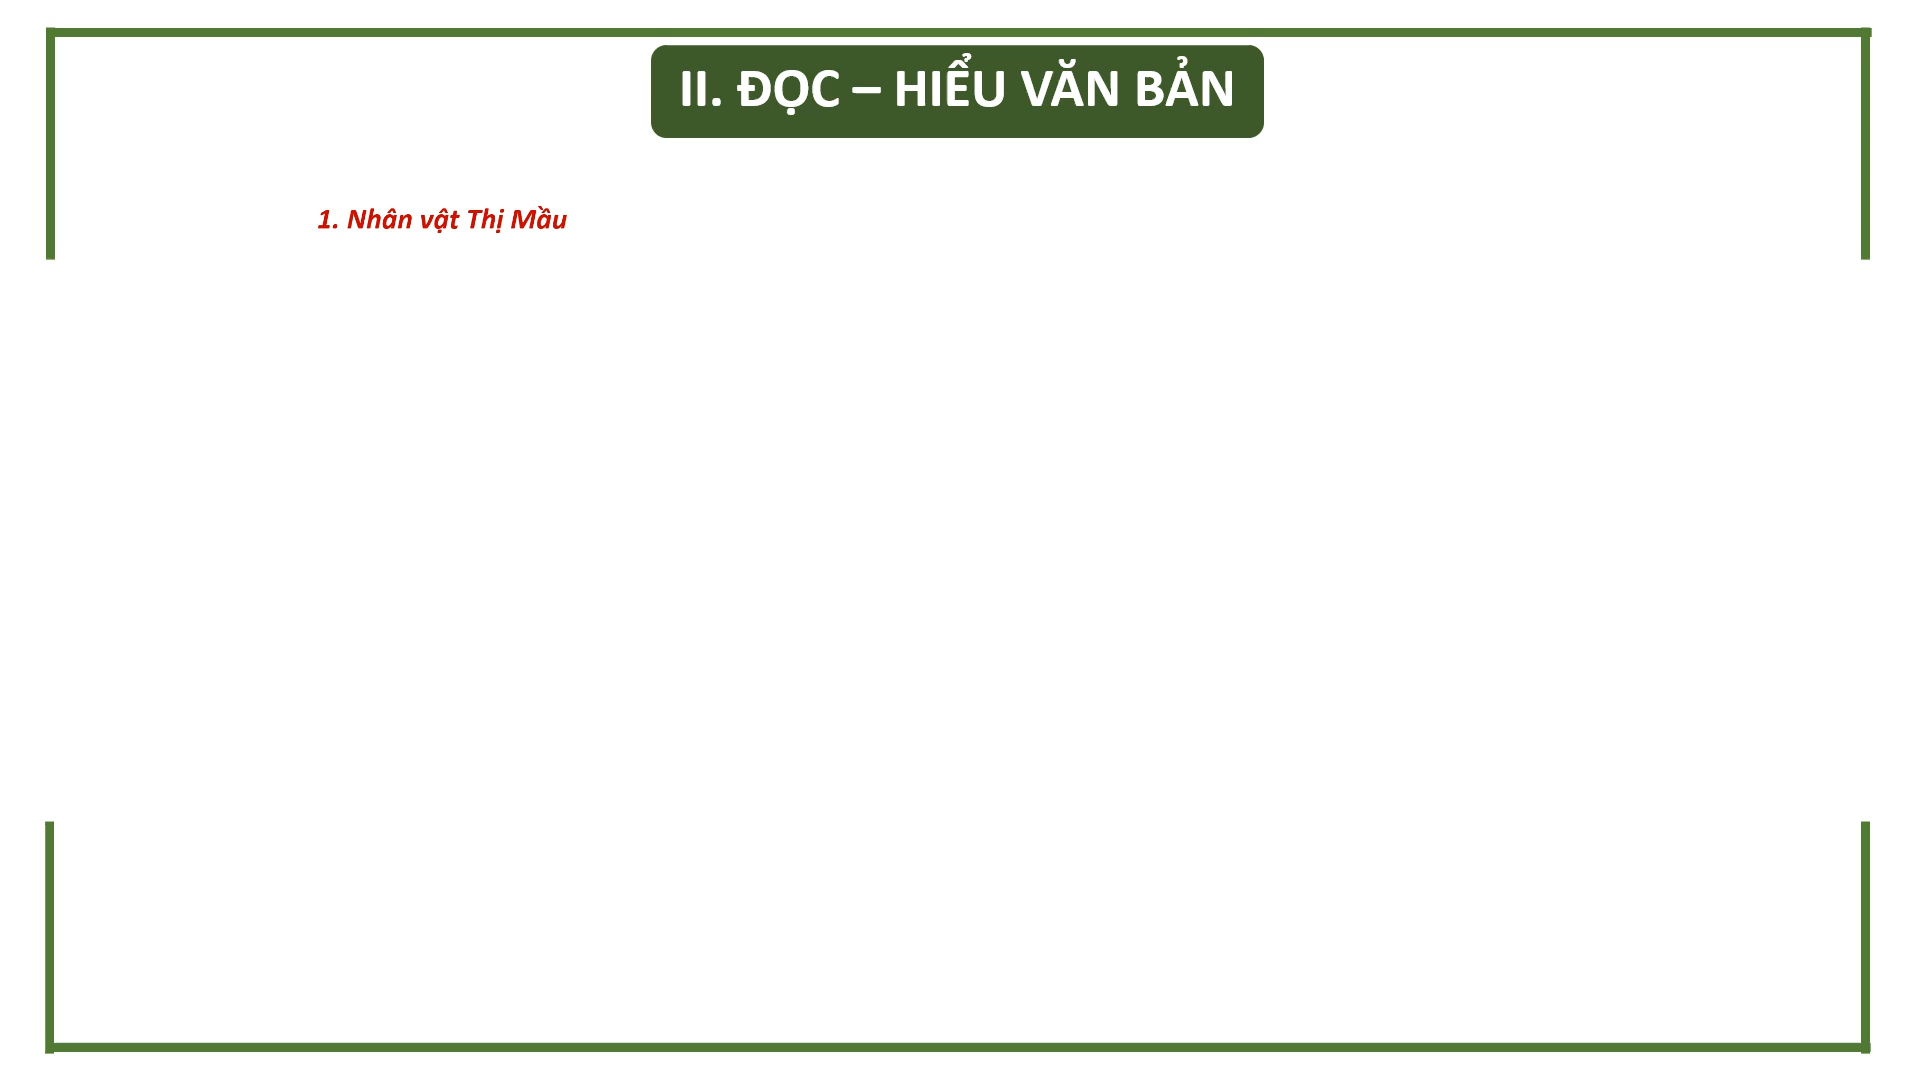 II. ĐỌC – HIỂU VĂN BẢN
1. Nhân vật Thị Mầu